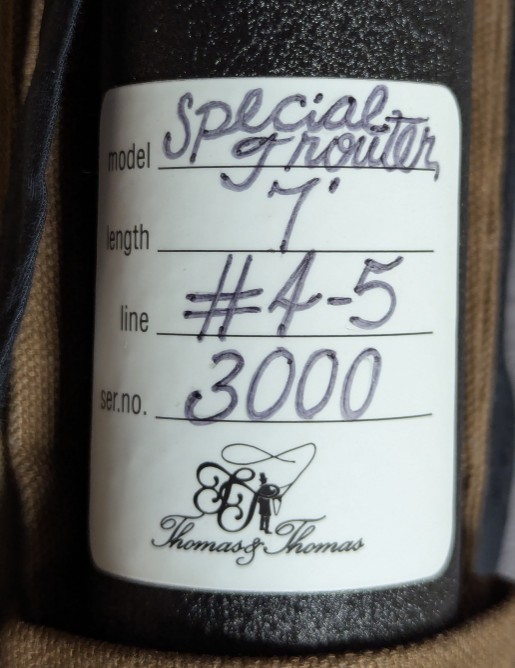 model Special
Trouter,
length 7'
line #4-5
ser.no. 3000
Thomas & Thomas